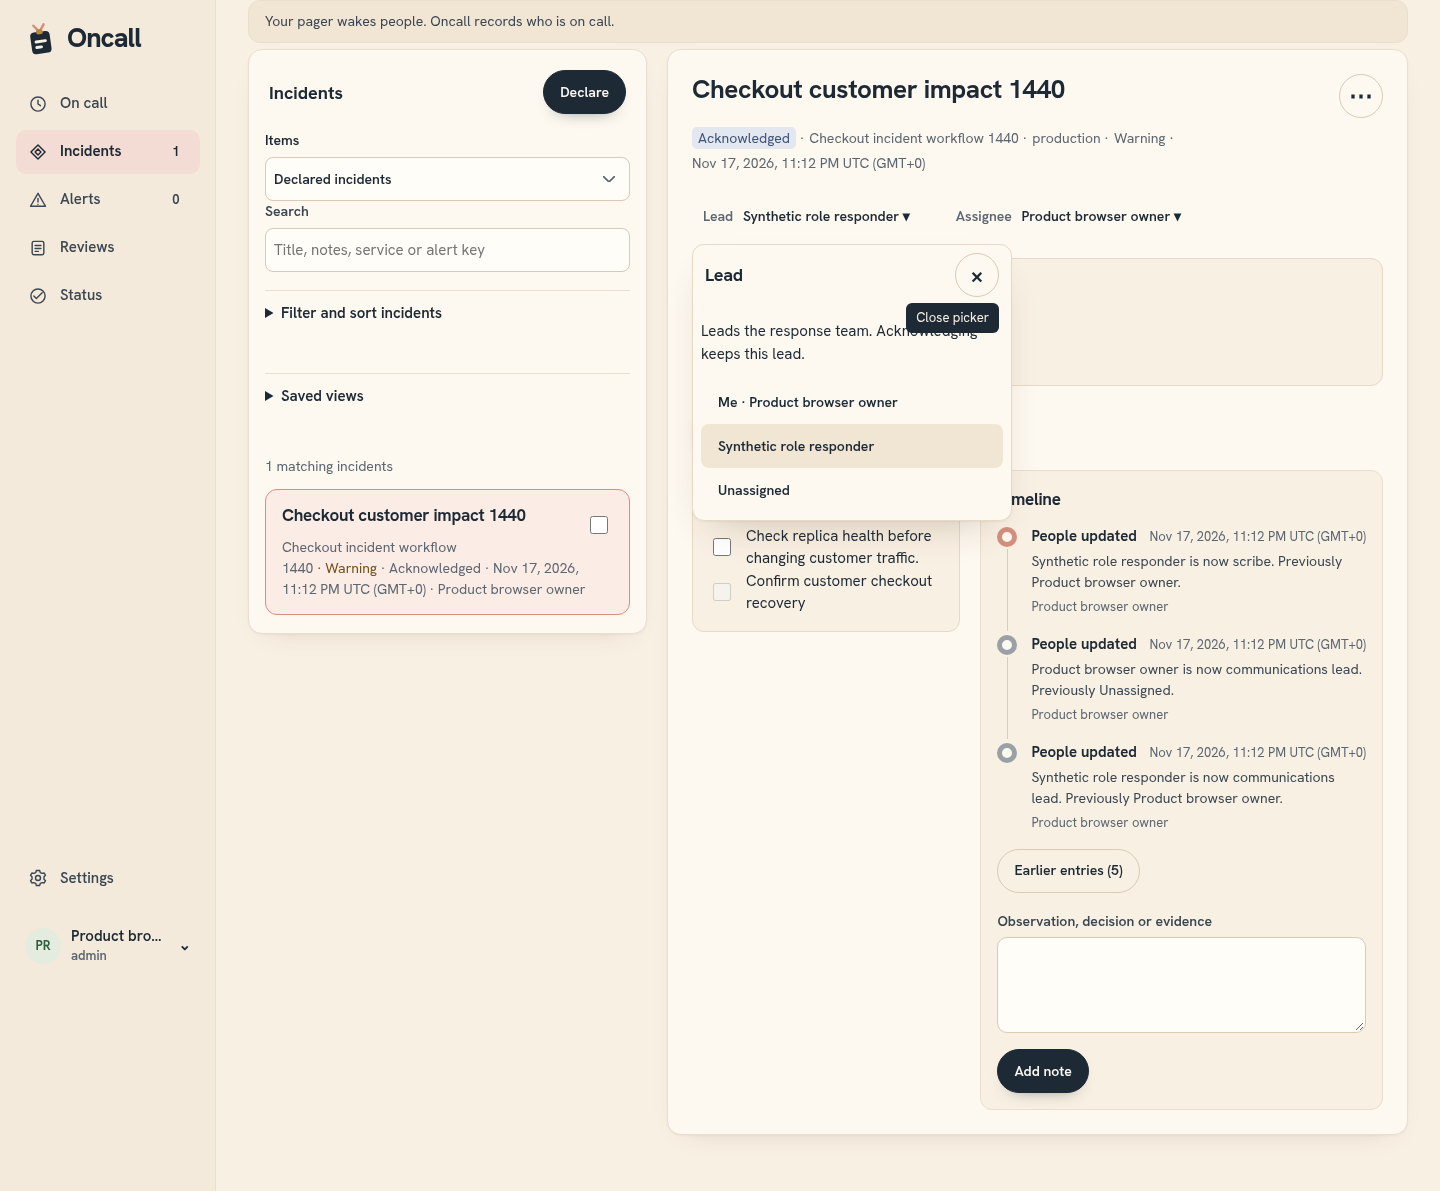 Oncall
On call
Incidents 1
Alerts 0
Reviews
Status
Settings
PR
Product bro...
admin
Your pager wakes people. Oncall records who is on call.
Incidents
Declare
Items
Declared incidents
Search
Title, notes, service or alert key
Filter and sort incidents
Saved views
1 matching incidents
Checkout customer impact 1440
Checkout incident workflow
1440 · Warning · Acknowledged · Nov 17, 2026,
11:12 PM UTC (GMT+0) · Product browser owner
Checkout customer impact 1440
Acknowledged · Checkout incident workflow 1440 · production · Warning ·
Nov 17, 2026, 11:12 PM UTC (GMT+0)
Lead Synthetic role responder ▾ Assignee Product browser owner ▾
Lead
Close picker
Leads the response team. Acknowledging
keeps this lead.
Me · Product browser owner
Synthetic role responder
Unassigned
Check replica health before
changing customer traffic.
Confirm customer checkout
recovery
meline
People updated Nov 17, 2026, 11:12 PM UTC (GMT+0)
Synthetic role responder is now scribe. Previously
Product browser owner.
Product browser owner
People updated Nov 17, 2026, 11:12 PM UTC (GMT+0)
Product browser owner is now communications lead.
Previously Unassigned.
Product browser owner
People updated Nov 17, 2026, 11:12 PM UTC (GMT+0)
Synthetic role responder is now communications
lead. Previously Product browser owner.
Product browser owner
Earlier entries (5)
Observation, decision or evidence
Add note